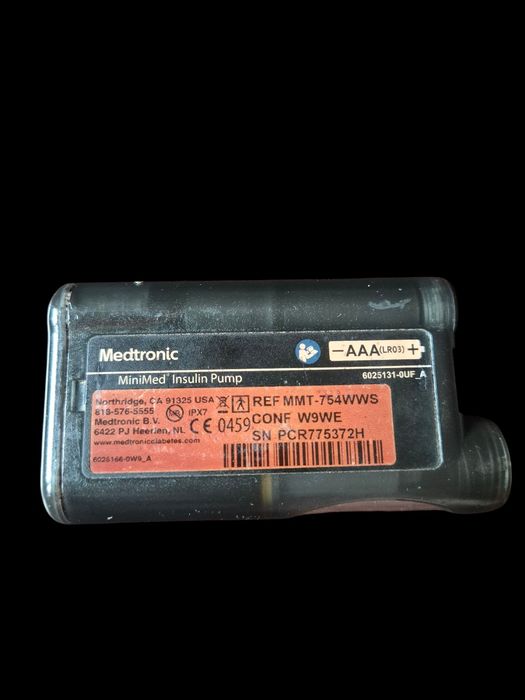 Medtronic
−AAA(LR03)+
MiniMed® Insulin Pump
6025131-0UF_A
Northridge, CA 91325 USA
818-576-5555
IPX7
Medtronic B.V.
6422 PJ Heerlen, NL
CE 0459
www.medtronicdiabetes.com
REF MMT-754WWS
CONF W9WE
SN PCR775372H
6025166-0W9_A